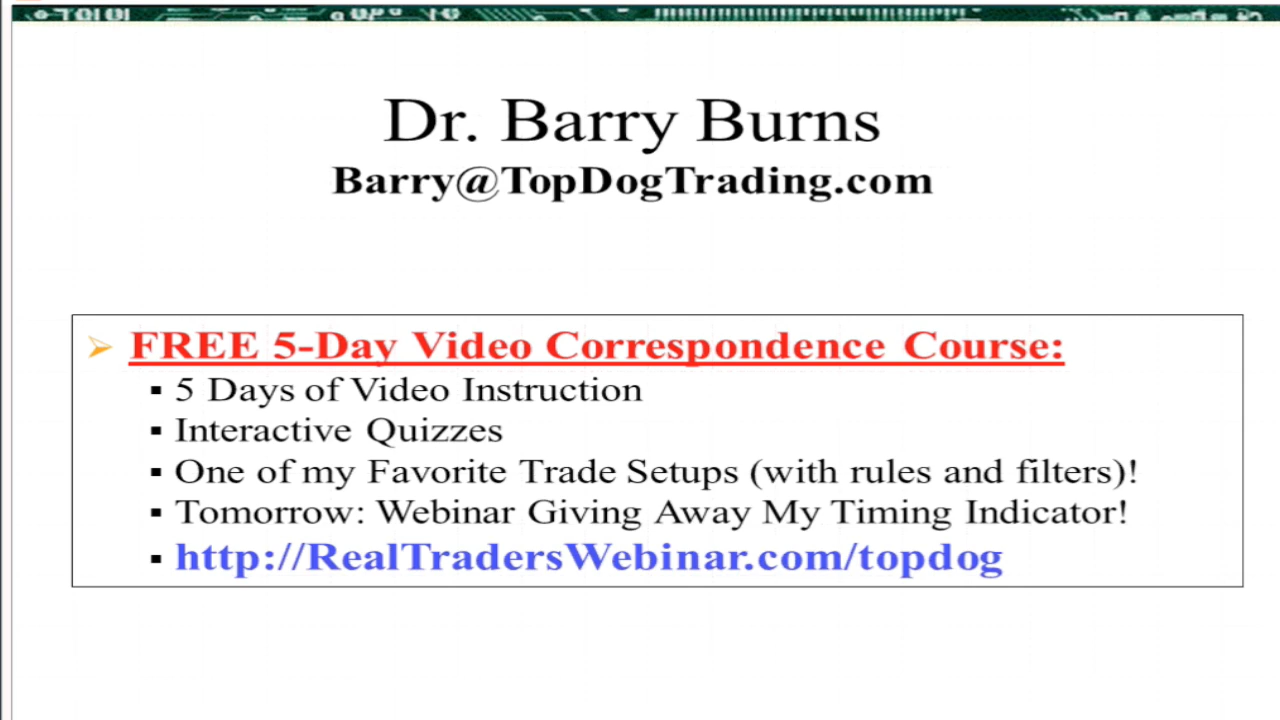 Dr. Barry Burns
Barry@TopDogTrading.com
FREE 5-Day Video Correspondence Course:
5 Days of Video Instruction
Interactive Quizzes
One of my Favorite Trade Setups (with rules and filters)!
Tomorrow: Webinar Giving Away My Timing Indicator!
http://RealTradersWebinar.com/topdog